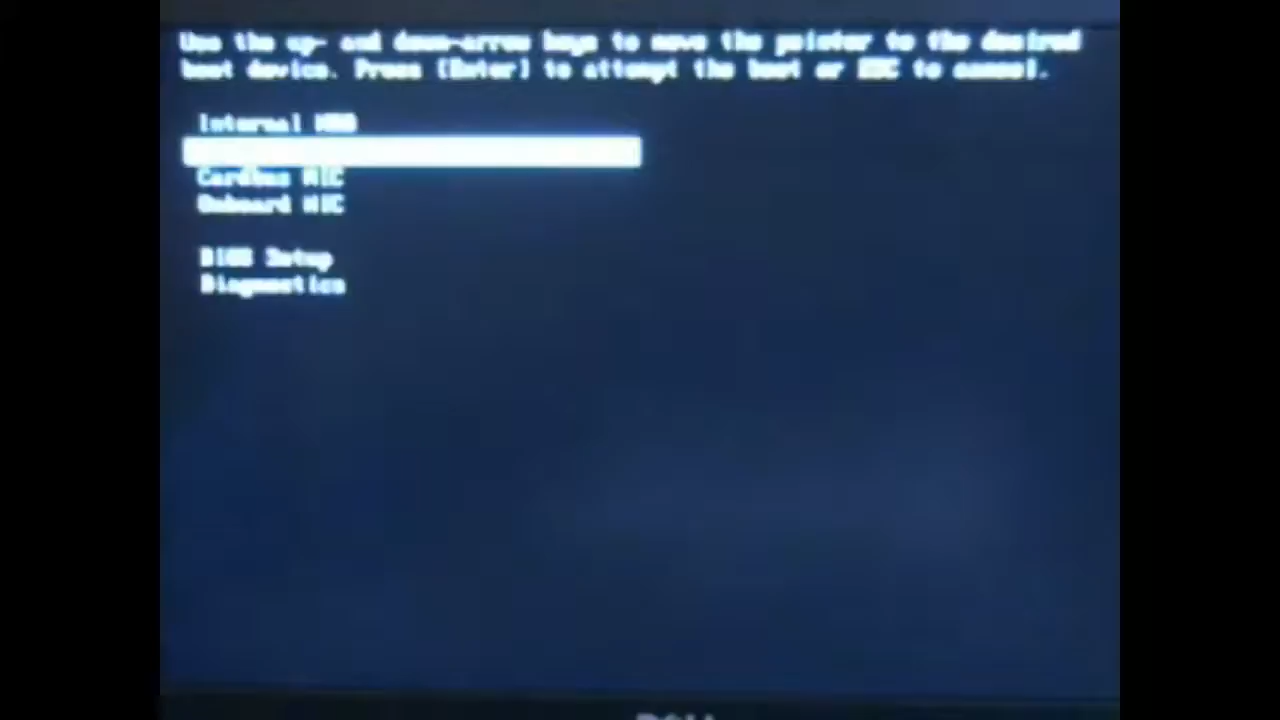 Use the up- and down-arrow keys to move the pointer to the desired
boot device. Press [Enter] to attempt the boot or ESC to cancel.
Internal HDD
Cardbus NIC
Onboard NIC
BIOS Setup
Diagnostics